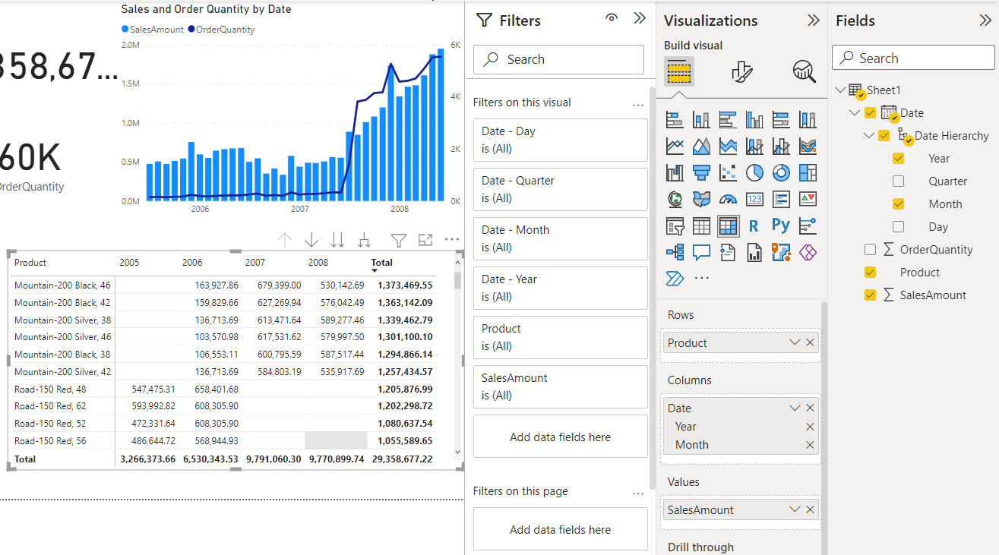 Sales and Order Quantity by Date
SalesAmount OrderQuantity
2.0M
1.5M
1.0M
0.5M
0.0M
6K
4K
2K
0K
2006 2007 2008
358,67...
60K
OrderQuantity
Product 2005 2006 2007 2008 Total
Mountain-200 Black, 46 163,927.86 679,399.00 530,142.69 1,373,469.55
Mountain-200 Black, 42 159,829.66 627,269.94 576,042.49 1,363,142.09
Mountain-200 Silver, 38 136,713.69 613,471.64 589,277.46 1,339,462.79
Mountain-200 Silver, 46 103,570.98 617,531.62 579,997.50 1,301,100.10
Mountain-200 Black, 38 106,553.11 600,795.59 587,517.44 1,294,866.14
Mountain-200 Silver, 42 136,713.69 584,803.19 535,917.69 1,257,434.57
Road-150 Red, 48 547,475.31 658,401.68 1,205,876.99
Road-150 Red, 62 593,992.82 608,305.90 1,202,298.72
Road-150 Red, 52 472,331.64 608,305.90 1,080,637.54
Road-150 Red, 56 486,644.72 568,944.93 1,055,589.65
Total 3,266,373.66 6,530,343.53 9,791,060.30 9,770,899.74 29,358,677.22
Filters
Search
Filters on this visual
...
Date - Day
is (All)
Date - Quarter
is (All)
Date - Month
is (All)
Date - Year
is (All)
Product
is (All)
SalesAmount
is (All)
Add data fields here
Filters on this page
...
Add data fields here
Visualizations
Build visual
123
R Py
...
Rows
Product
Columns
Date
Year
Month
Values
SalesAmount
Drill through
Fields
Search
Sheet1
Date
Date Hierarchy
Year
Quarter
Month
Day
∑ OrderQuantity
Product
∑ SalesAmount